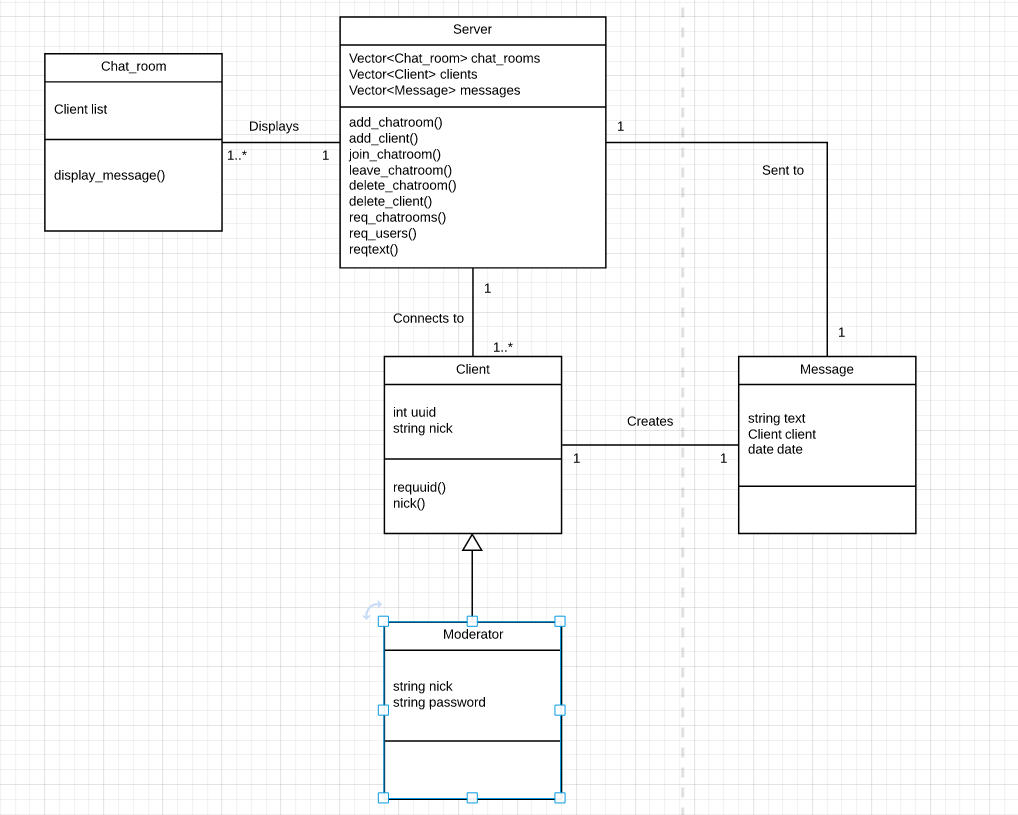 Server
Vector<Chat_room> chat_rooms
Vector<Client> clients
Vector<Message> messages
add_chatroom()
add_client()
join_chatroom()
leave_chatroom()
delete_chatroom()
delete_client()
req_chatrooms()
req_users()
reqtext()
Chat_room
Client list
display_message()
Displays
1..*
1
1
Sent to
1
1
Connects to
1..*
Client
int uuid
string nick
requuid()
nick()
Creates
1
1
Message
string text
Client client
date date
Moderator
string nick
string password